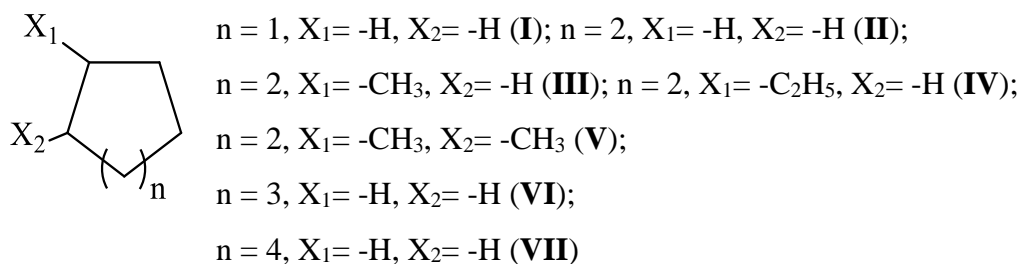 X₁
X₂
( ) n
n = 1, X₁= -H, X₂= -H (I); n = 2, X₁= -H, X₂= -H (II);
n = 2, X₁= -CH₃, X₂= -H (III); n = 2, X₁= -C₂H₅, X₂= -H (IV);
n = 2, X₁= -CH₃, X₂= -CH₃ (V);
n = 3, X₁= -H, X₂= -H (VI);
n = 4, X₁= -H, X₂= -H (VII)